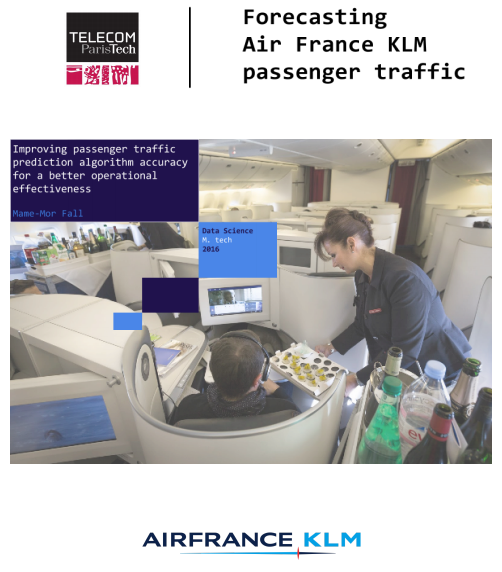 TELECOM
ParisTech
Forecasting
Air France KLM
passenger traffic
Improving passenger traffic
prediction algorithm accuracy
for a better operational
effectiveness
Mame-Mor Fall
Data Science
M. tech
2016
AIRFRANCE KLM